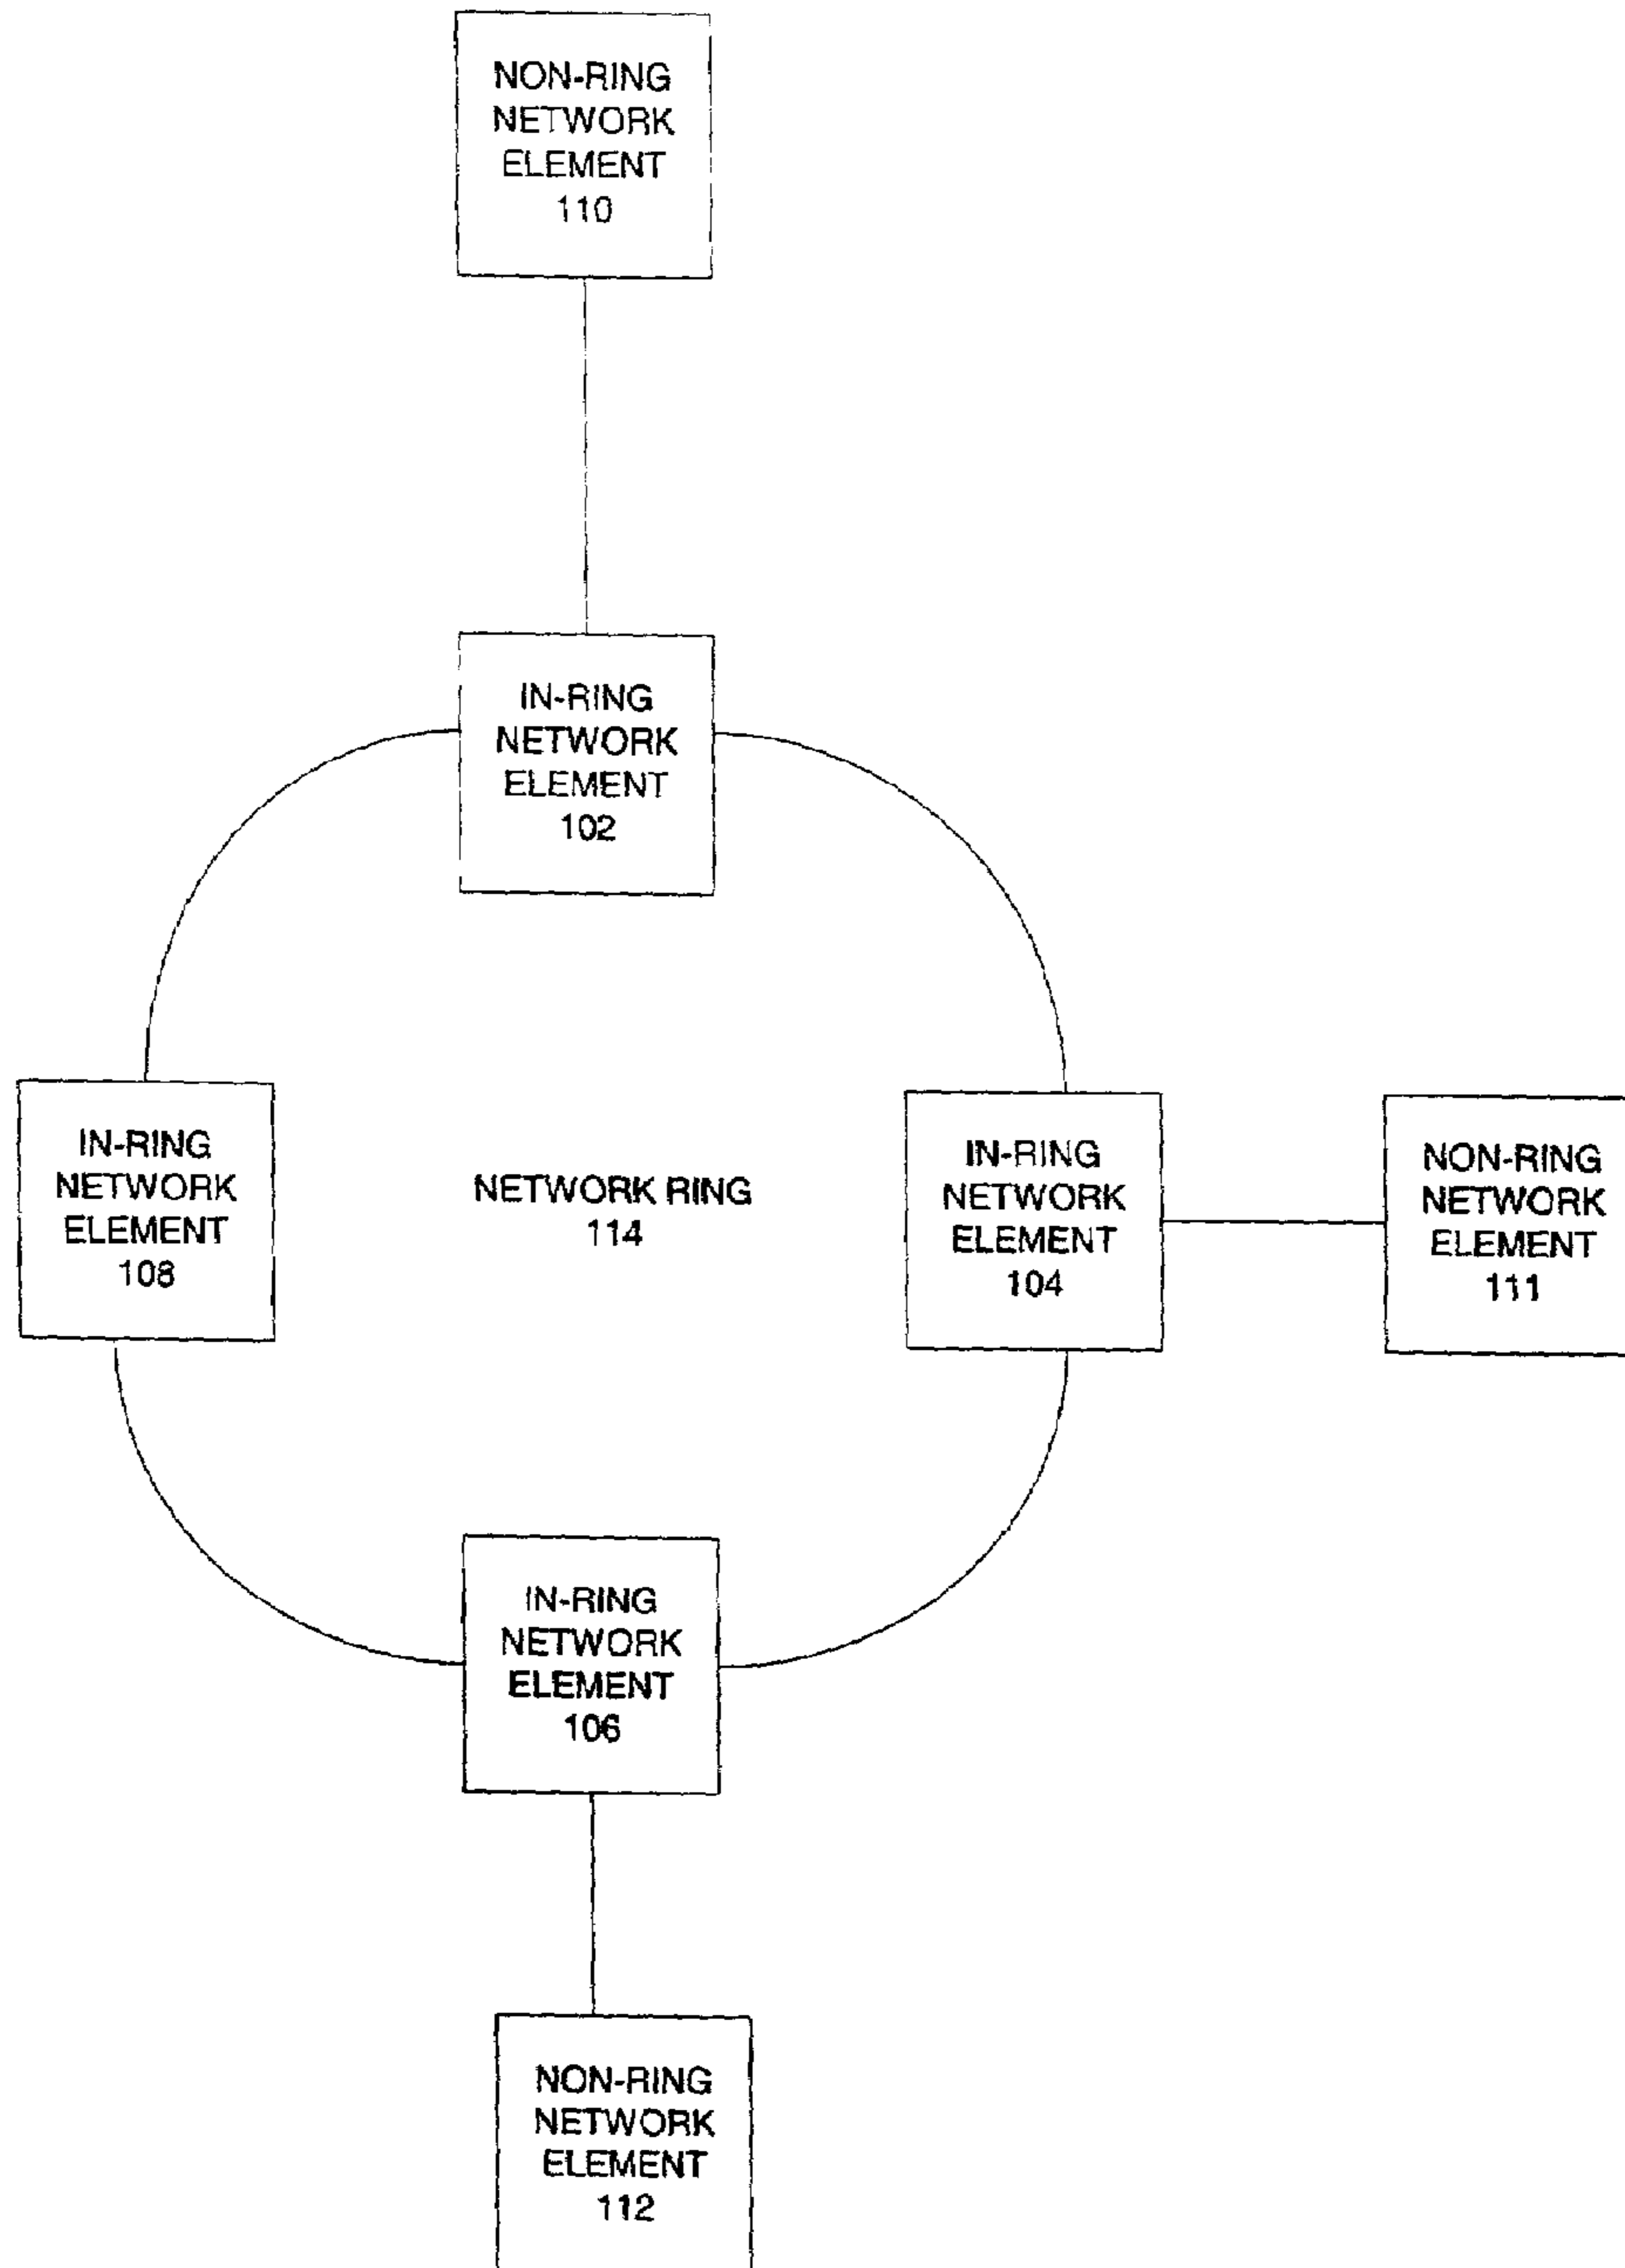 NON-RING
NETWORK
ELEMENT
110
IN-RING
NETWORK
ELEMENT
102
IN-RING
NETWORK
ELEMENT
108
NETWORK RING
114
IN-RING
NETWORK
ELEMENT
104
NON-RING
NETWORK
ELEMENT
111
IN-RING
NETWORK
ELEMENT
106
NON-RING
NETWORK
ELEMENT
112